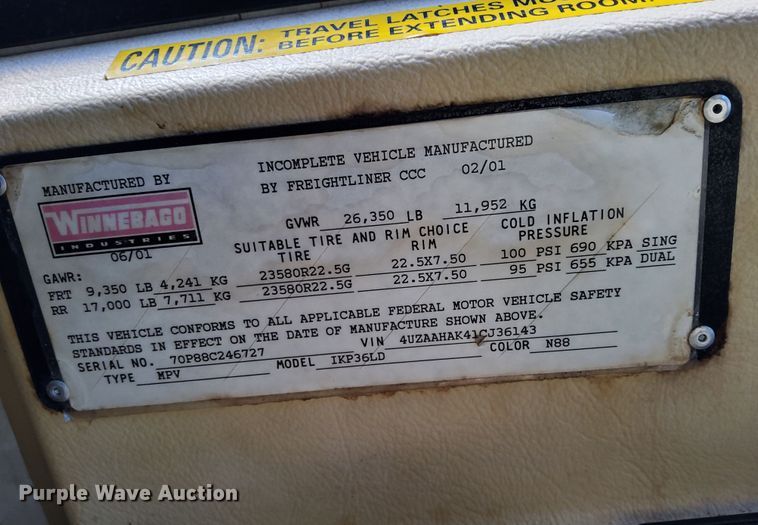 CAUTION: TRAVEL LATCHES
BEFORE EXTENDING ROOM
MANUFACTURED BY
INCOMPLETE VEHICLE MANUFACTURED
BY FREIGHTLINER CCC 02/01
WINNEBAGO
INDUSTRIES
06/01
GVWR 26,350 LB 11,952 KG
SUITABLE TIRE AND RIM CHOICE COLD INFLATION
TIRE RIM PRESSURE
GAWR:
FRT 9,350 LB 4,241 KG 23580R22.5G 22.5X7.50 100 PSI 690 KPA SING
RR 17,000 LB 7,711 KG 23580R22.5G 22.5X7.50 95 PSI 655 KPA DUAL
THIS VEHICLE CONFORMS TO ALL APPLICABLE FEDERAL MOTOR VEHICLE SAFETY
STANDARDS IN EFFECT ON THE DATE OF MANUFACTURE SHOWN ABOVE.
SERIAL NO. 70P88C246727 VIN 4UZAAHAK41CJ36143
TYPE MPV MODEL IKP36LD COLOR N88
Purple Wave Auction